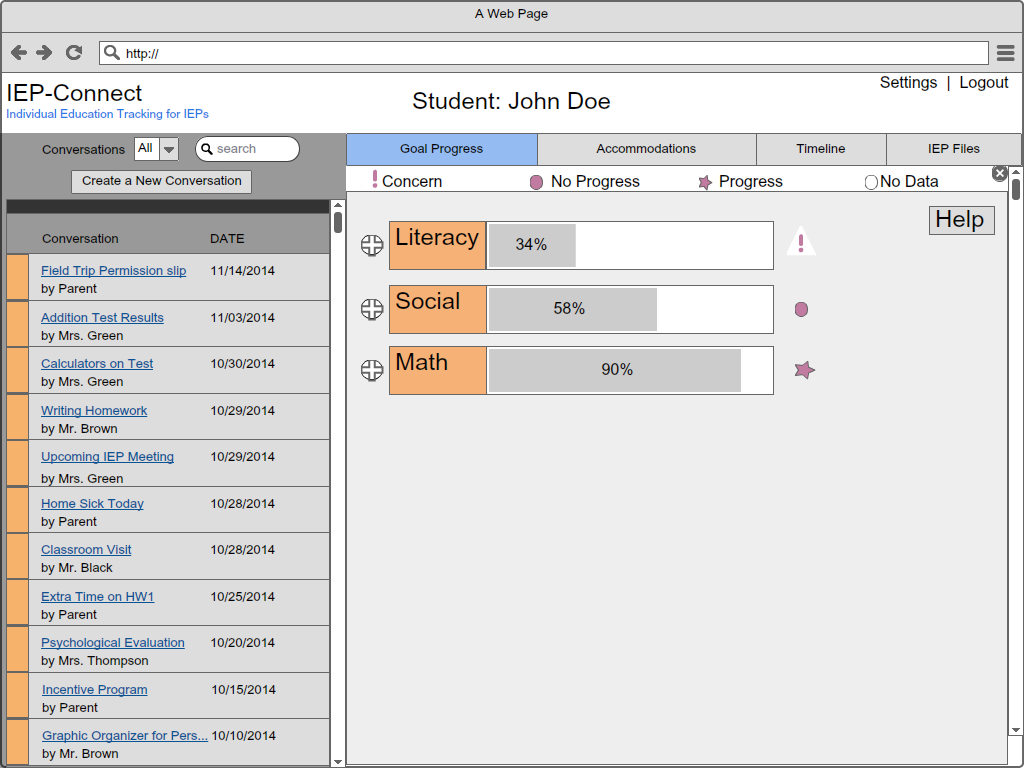 A Web Page
http://
IEP-Connect
Individual Education Tracking for IEPs
Student: John Doe
Settings | Logout
Conversations All search
Create a New Conversation
Goal Progress Accommodations Timeline IEP Files
Concern No Progress Progress No Data
Help
Conversation DATE
Field Trip Permission slip 11/14/2014
by Parent
Addition Test Results 11/03/2014
by Mrs. Green
Calculators on Test 10/30/2014
by Mrs. Green
Writing Homework 10/29/2014
by Mr. Brown
Upcoming IEP Meeting 10/29/2014
by Mrs. Green
Home Sick Today 10/28/2014
by Parent
Classroom Visit 10/28/2014
by Mr. Black
Extra Time on HW1 10/25/2014
by Parent
Psychological Evaluation 10/20/2014
by Mrs. Thompson
Incentive Program 10/15/2014
by Parent
Graphic Organizer for Pers... 10/10/2014
by Mr. Brown
Literacy 34%
Social 58%
Math 90%